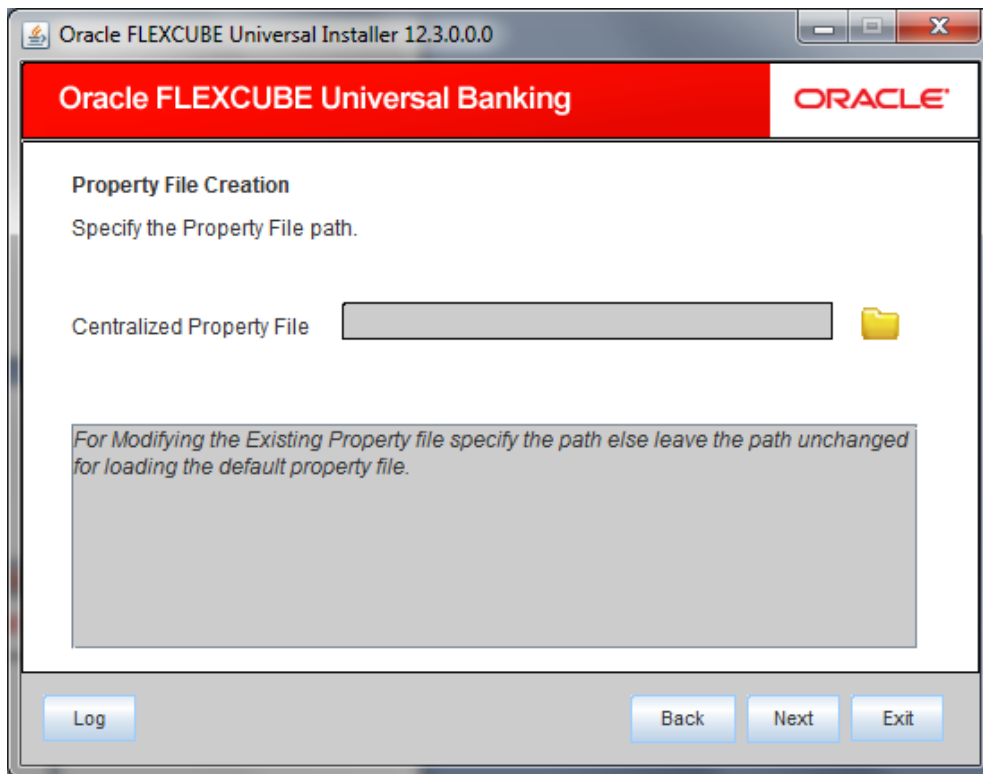 Oracle FLEXCUBE Universal Installer 12.3.0.0.0
Oracle FLEXCUBE Universal Banking
ORACLE
Property File Creation
Specify the Property File path.
Centralized Property File
For Modifying the Existing Property file specify the path else leave the path unchanged
for loading the default property file.
Log
Back
Next
Exit